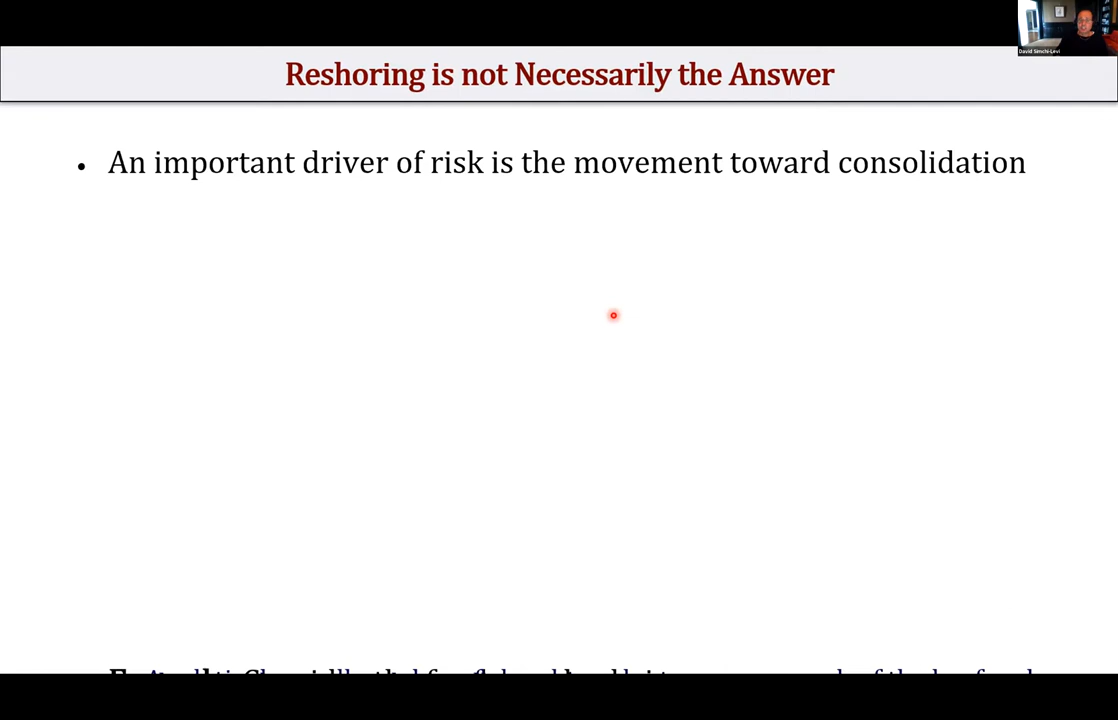 David Simchi-Levi
Reshoring is not Necessarily the Answer
• An important driver of risk is the movement toward consolidation